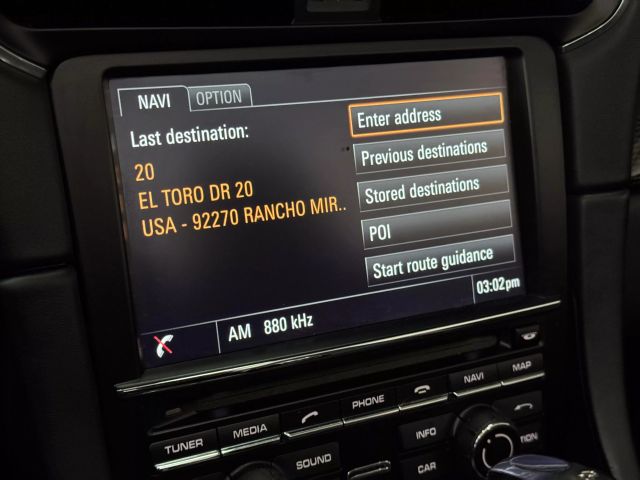 NAVI OPTION
Last destination:
20
EL TORO DR 20
USA - 92270 RANCHO MIR..
Enter address
Previous destinations
Stored destinations
POI
Start route guidance
03:02pm
AM 880 kHz
TUNER MEDIA PHONE NAVI MAP
SOUND INFO
CAR